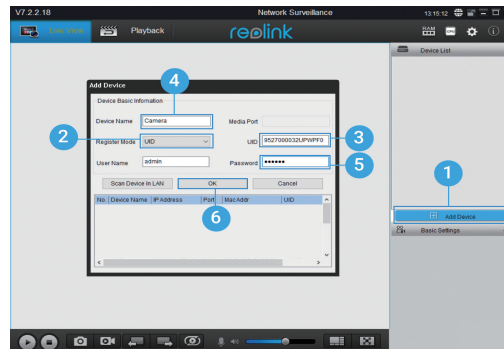 V7.2.2.18
Network Surveillance
13:15:12
Live View
Playback
reolink
RAM
CPU
Device List
Add Device
Device Basic Infomation
4
Device Name
Camera
Media Port
2
Register Mode
UID
UID
9527000032UPWPF0
3
User Name
admin
Password
••••••
5
Scan Device In LAN
OK
Cancel
6
No.
Device Name
IP Address
Port
Mac Addr
UID
1
Add Device
Basic Settings